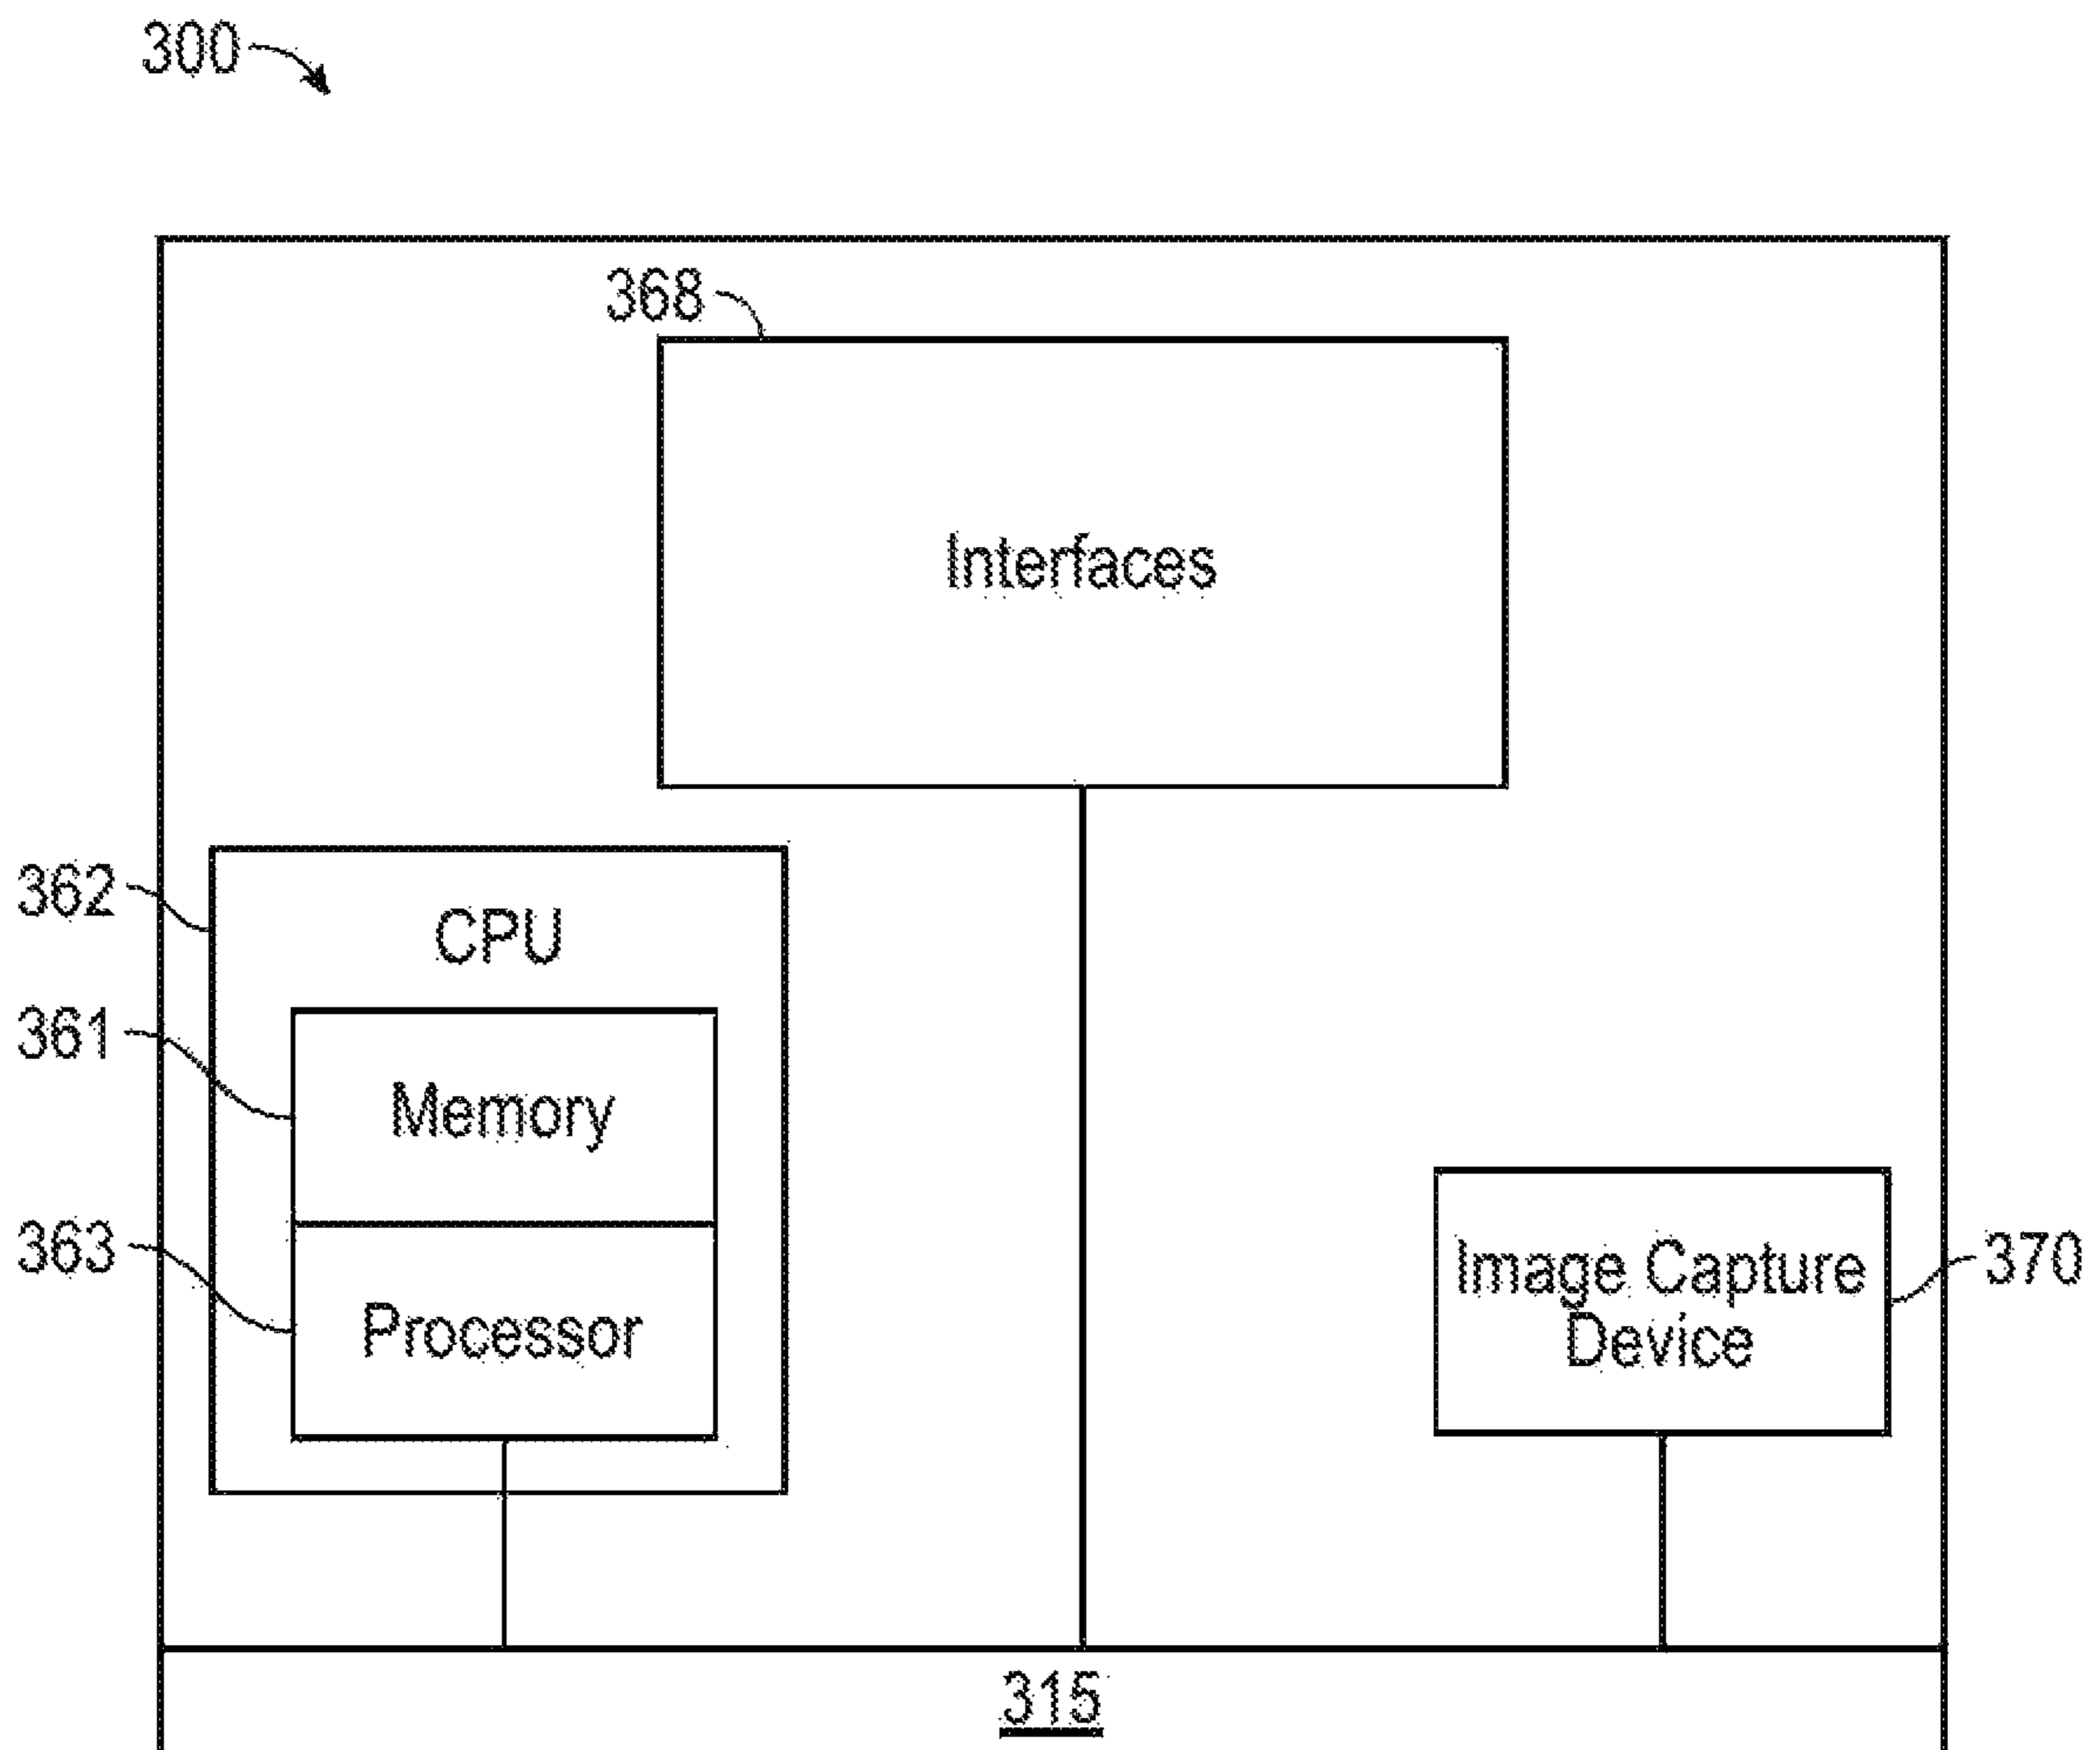 300
368
Interfaces
362
CPU
361
Memory
363
Processor
Image Capture
Device
370
315